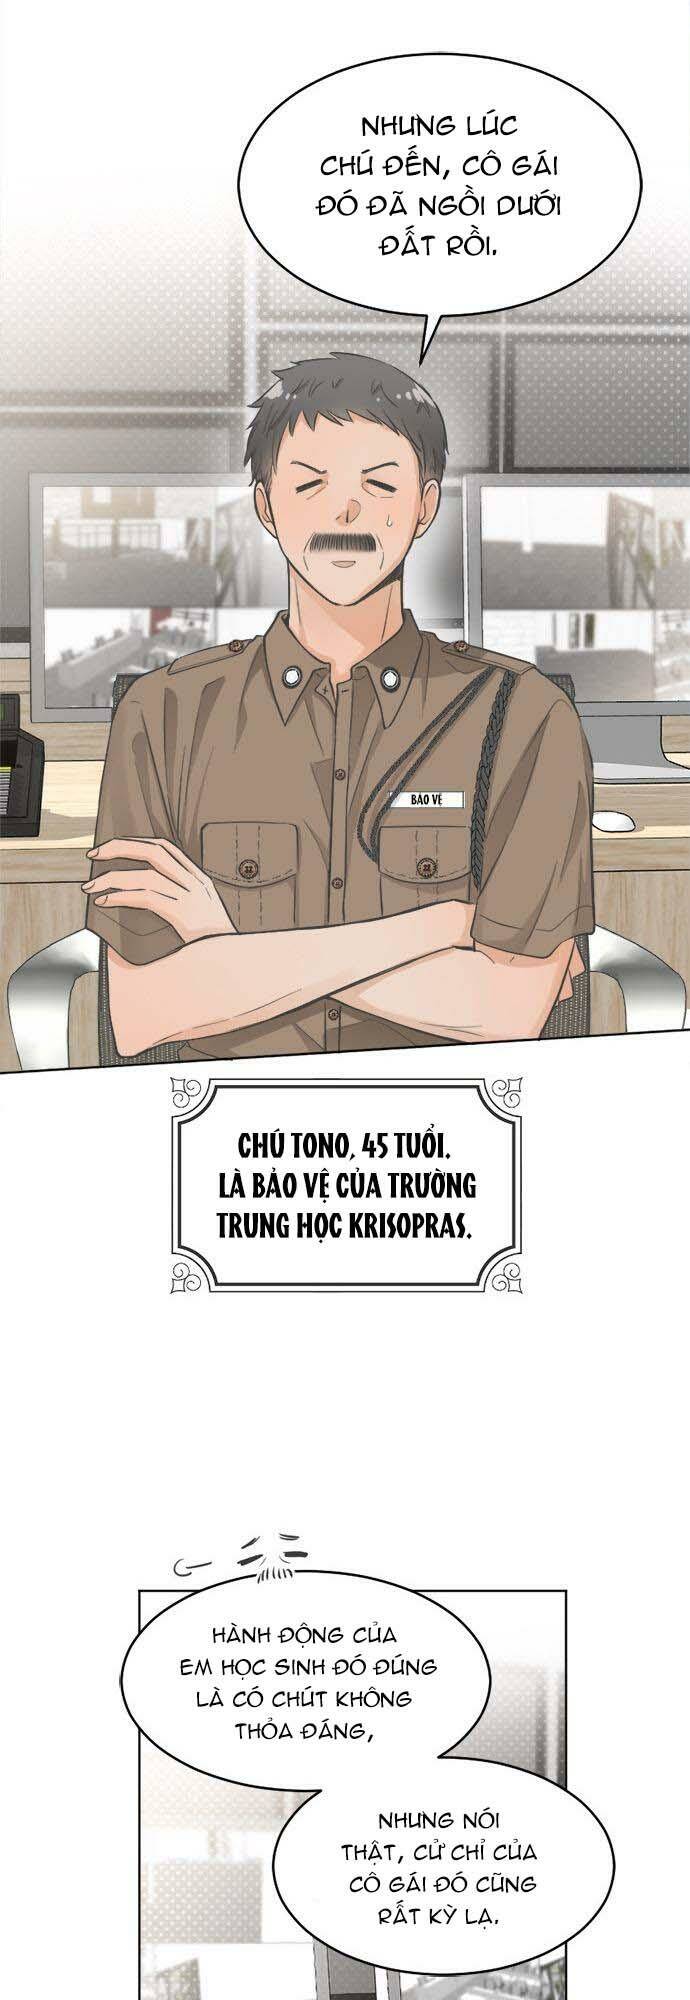 NHƯNG LÚC
CHÚ ĐẾN, CÔ GÁI
ĐÓ ĐÃ NGỒI DƯỚI
ĐẤT RỒI.
BẢO VỆ
CHÚ TONO, 45 TUỔI.
LÀ BẢO VỆ CỦA TRƯỜNG
TRUNG HỌC KRISOPRAS.
HÀNH ĐỘNG CỦA
EM HỌC SINH ĐÓ ĐÚNG
LÀ CÓ CHÚT KHÔNG
THỎA ĐÁNG,
NHƯNG NÓI
THẬT, CỬ CHỈ CỦA
CÔ GÁI ĐÓ CŨNG
RẤT KỲ LẠ.